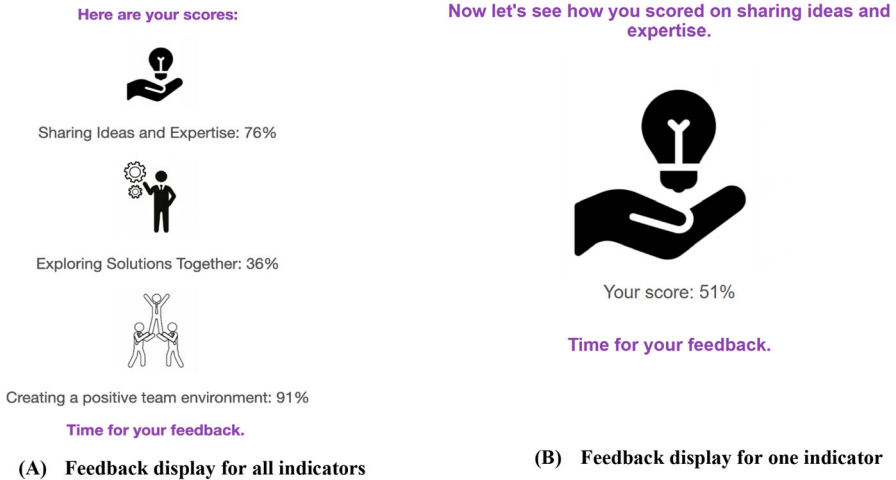 Here are your scores:
Sharing Ideas and Expertise: 76%
Exploring Solutions Together: 36%
Creating a positive team environment: 91%
Time for your feedback.
(A) Feedback display for all indicators
Now let's see how you scored on sharing ideas and
expertise.
Your score: 51%
Time for your feedback.
(B) Feedback display for one indicator